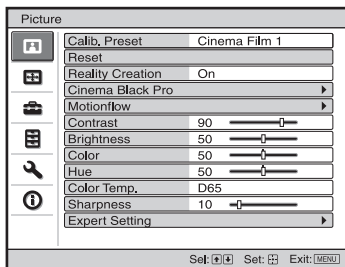 Picture
Calib. Preset Cinema Film 1
Reset
Reality Creation On
Cinema Black Pro
Motionflow
Contrast 90
Brightness 50
Color 50
Hue 50
Color Temp. D65
Sharpness 10
Expert Setting
Sel: Set: Exit: MENU